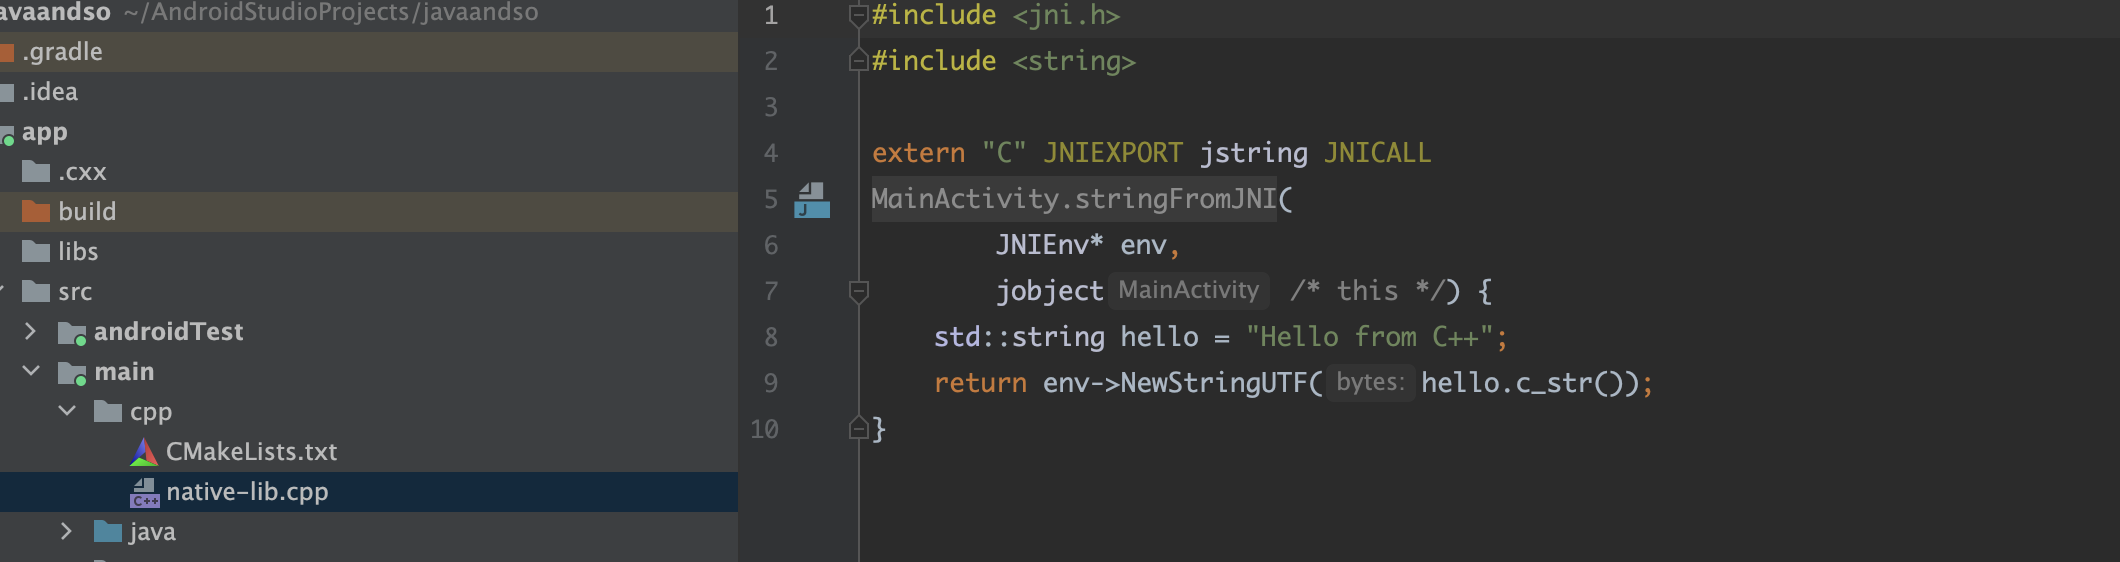 avaandso ~/AndroidStudioProjects/javaandso
.gradle
.idea
app
.cxx
build
libs
src
androidTest
main
cpp
CMakeLists.txt
C++ native-lib.cpp
java
1 #include <jni.h>
2 #include <string>
3
4 extern "C" JNIEXPORT jstring JNICALL
5 J MainActivity.stringFromJNI(
6 JNIEnv* env,
7 jobject MainActivity /* this */) {
8 std::string hello = "Hello from C++";
9 return env->NewStringUTF( bytes: hello.c_str());
10 }